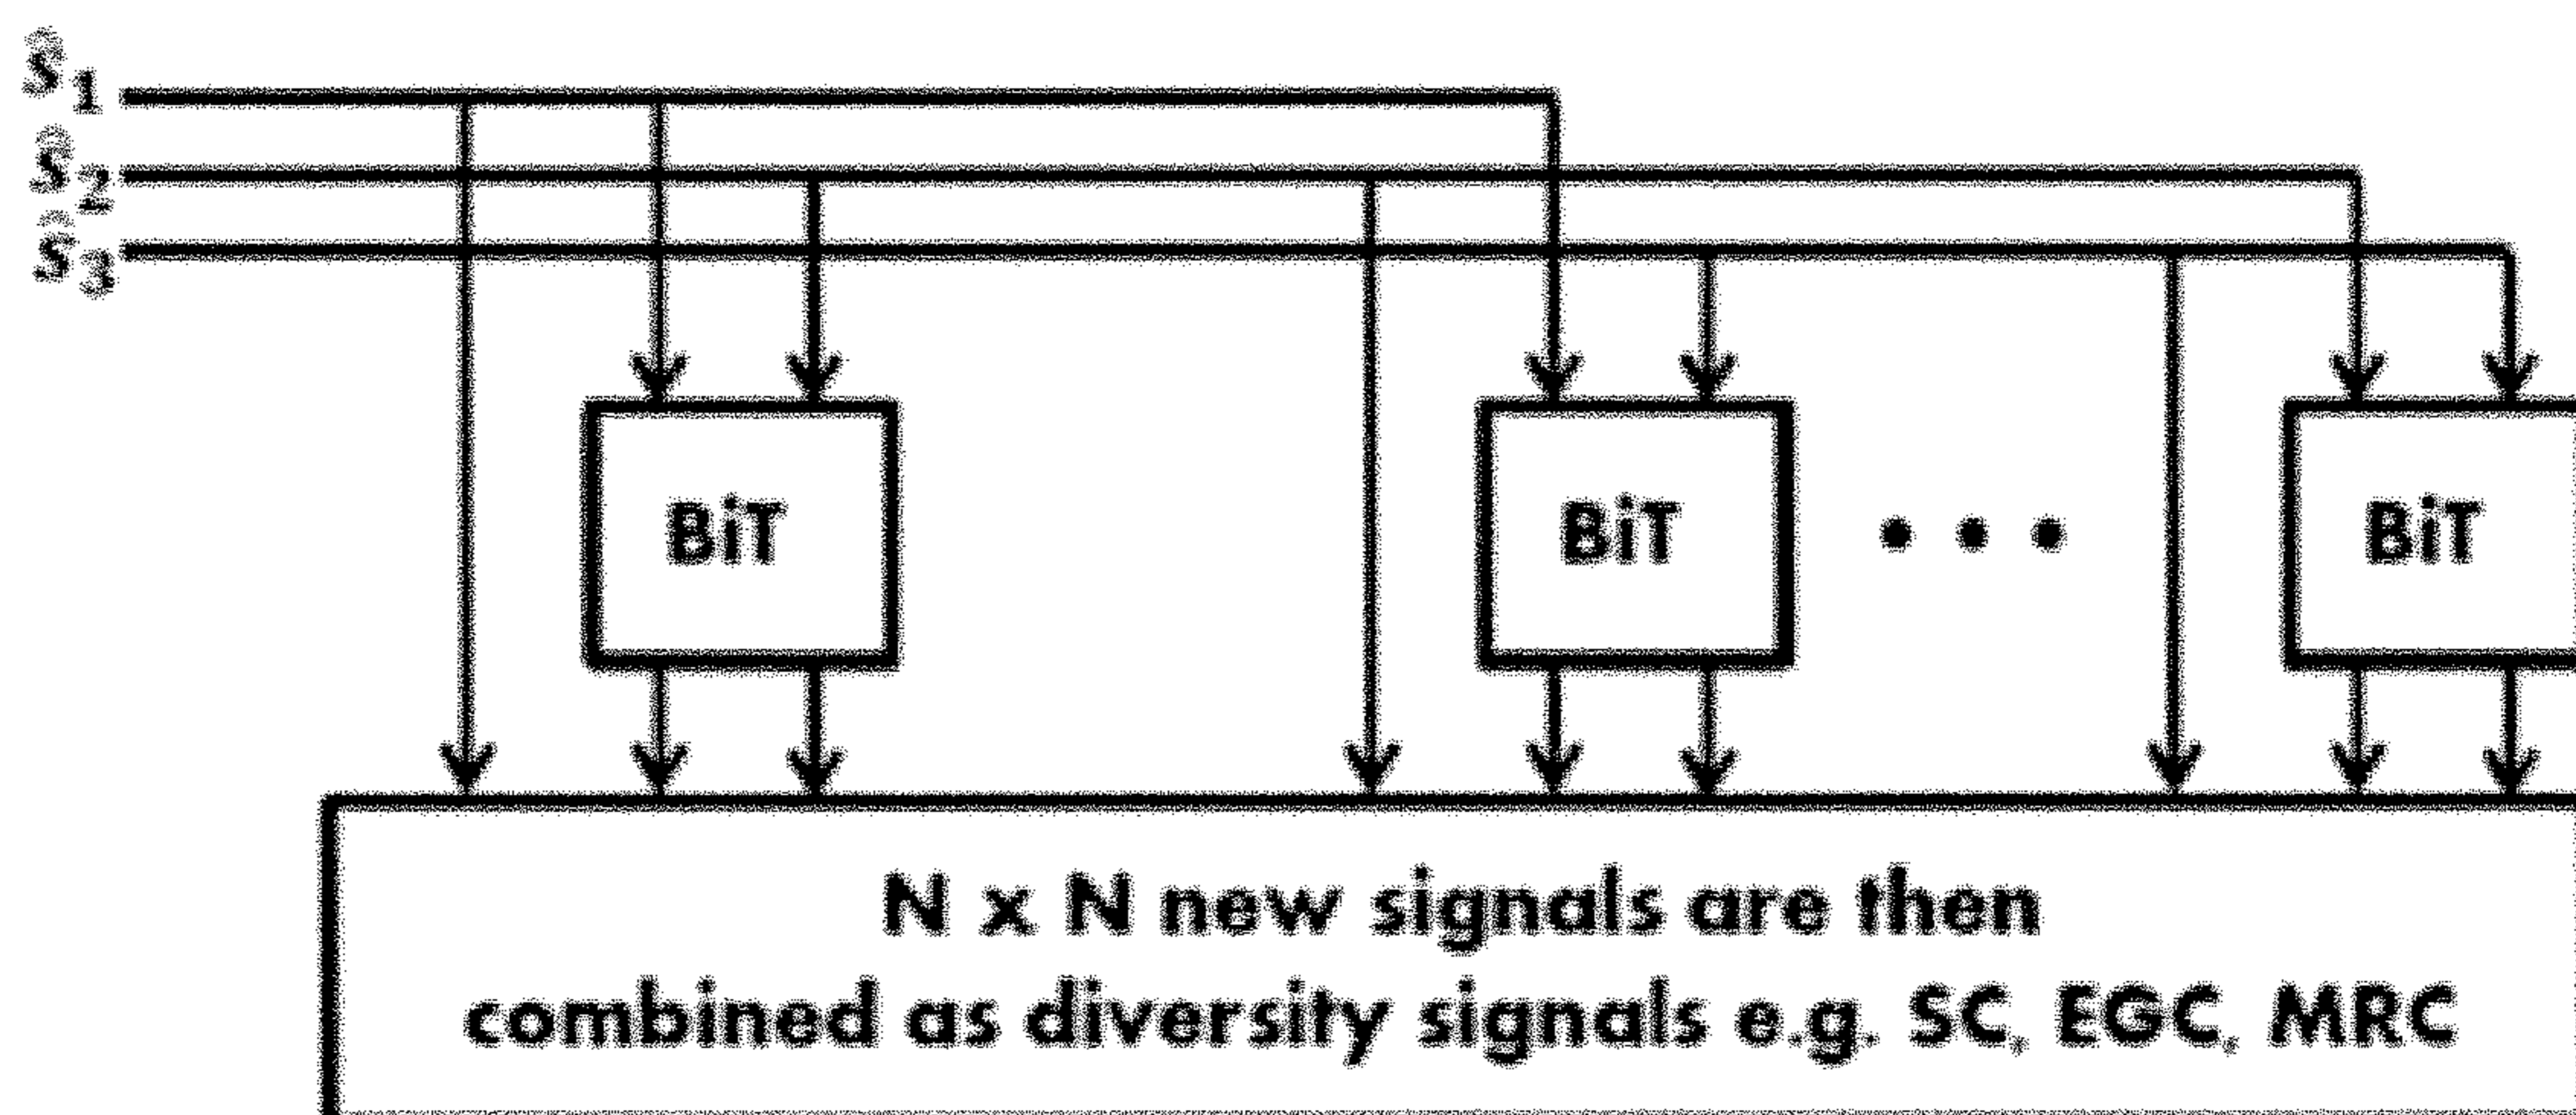 ŝ1
ŝ2
ŝ3
BiT
BiT
BiT
N x N new signals are then
combined as diversity signals e.g. SC, EGC, MRC